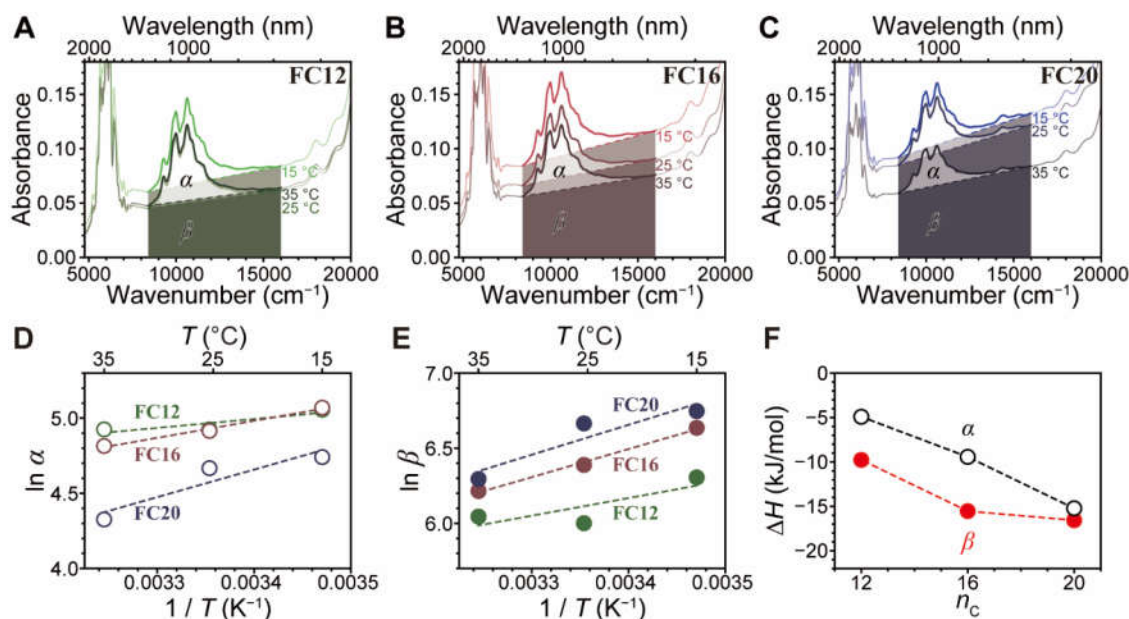 A
Wavelength (nm)
2000 1000
FC12
Absorbance
0.15
0.10
0.05
0.00
α
β
15 °C
35 °C
25 °C
5000 10000 15000 20000
Wavenumber (cm⁻¹)
B
Wavelength (nm)
2000 1000
FC16
Absorbance
0.15
0.10
0.05
0.00
α
β
15 °C
25 °C
35 °C
5000 10000 15000 20000
Wavenumber (cm⁻¹)
C
Wavelength (nm)
2000 1000
FC20
Absorbance
0.15
0.10
0.05
0.00
α
β
15 °C
25 °C
35 °C
5000 10000 15000 20000
Wavenumber (cm⁻¹)
D
T (°C)
35 25 15
ln α
5.0
4.5
4.0
FC12
FC16
FC20
0.0033 0.0034 0.0035
1 / T (K⁻¹)
E
T (°C)
35 25 15
ln β
7.0
6.5
6.0
FC20
FC16
FC12
0.0033 0.0034 0.0035
1 / T (K⁻¹)
F
ΔH (kJ/mol)
0
−5
−10
−15
−20
α
β
12 16 20
n_C